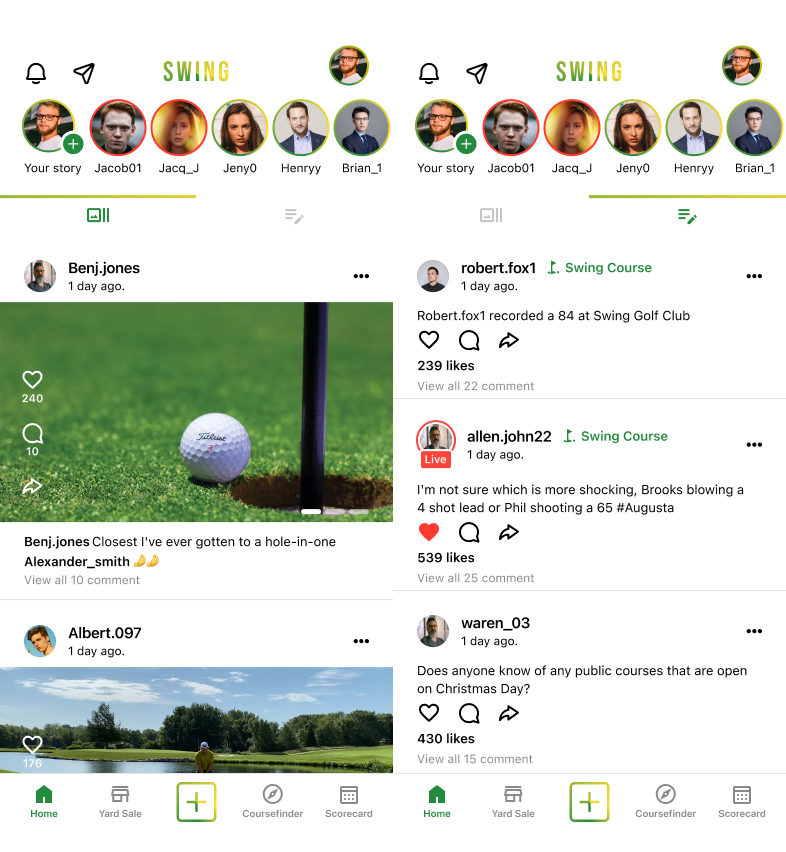 SWING
Your story Jacob01 Jacq_J Jeny0 Henryy Brian_1
Benj.jones
1 day ago.
240
Titleist
10
Benj.jones Closest I've ever gotten to a hole-in-one
Alexander_smith 🤌🤌
View all 10 comment
Albert.097
1 day ago.
176
Home Yard Sale Coursefinder Scorecard
SWING
Your story Jacob01 Jacq_J Jeny0 Henryy Brian_1
robert.fox1 Swing Course
1 day ago.
Robert.fox1 recorded a 84 at Swing Golf Club
239 likes
View all 22 comment
allen.john22 Swing Course
1 day ago.
Live
I'm not sure which is more shocking, Brooks blowing a
4 shot lead or Phil shooting a 65 #Augusta
539 likes
View all 25 comment
waren_03
1 day ago.
Does anyone know of any public courses that are open
on Christmas Day?
430 likes
View all 15 comment
Home Yard Sale Coursefinder Scorecard